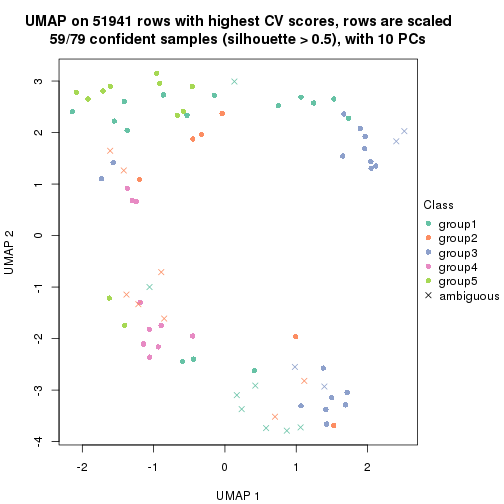 UMAP on 51941 rows with highest CV scores, rows are scaled
59/79 confident samples (silhouette > 0.5), with 10 PCs
3
2
1
0
-1
-2
-3
-4
UMAP 2
-2
-1
0
1
2
UMAP 1
Class
group1
group2
group3
group4
group5
ambiguous